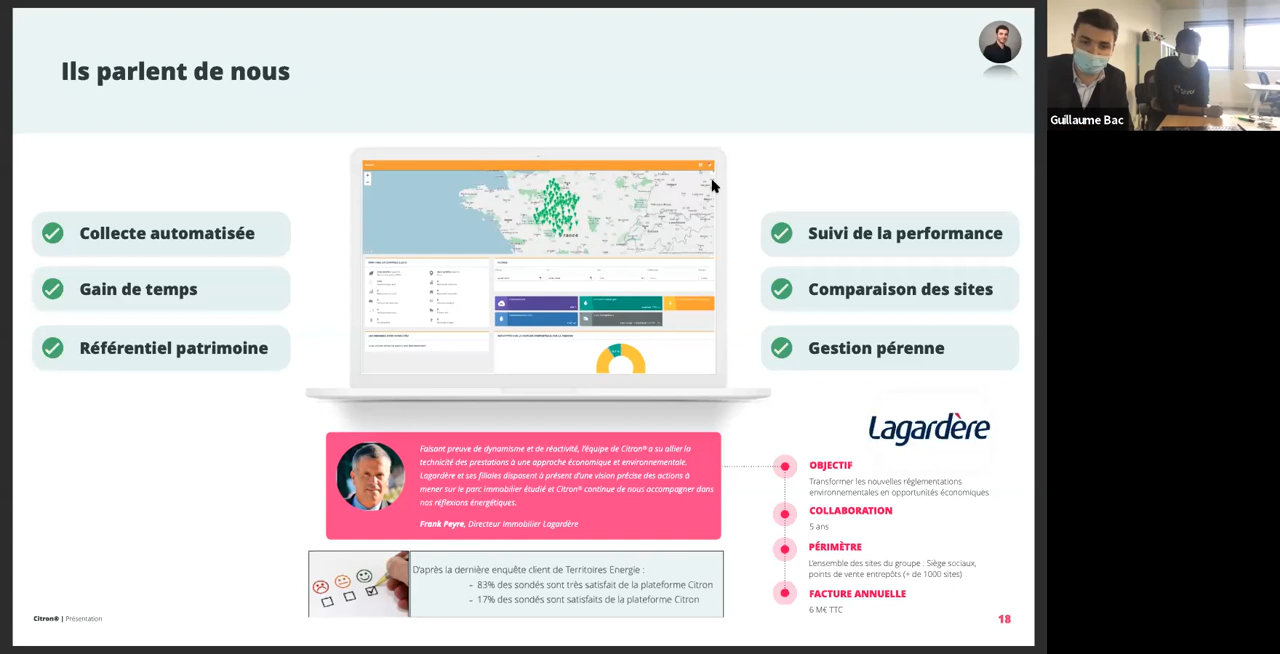 Ils parlent de nous
Guillaume Bac
Collecte automatisée
Gain de temps
Référentiel patrimoine
Suivi de la performance
Comparaison des sites
Gestion pérenne
Lagardère
Faisant preuve de dynamisme et de réactivité, l'équipe de Citron® a su allier la
technicité des prestations à une approche économique et environnementale.
Lagardère et ses filiales disposent à présent d'une vision précise des actions à
mener sur le parc immobilier étudié et Citron® continue de nous accompagner dans
nos réflexions énergétiques.
Frank Peyre, Directeur Immobilier Lagardère
OBJECTIF
Transformer les nouvelles réglementations
environnementales en opportunités économiques
COLLABORATION
5 ans
PÉRIMÈTRE
L'ensemble des sites du groupe : Siège sociaux,
points de vente entrepôts (+ de 1000 sites)
FACTURE ANNUELLE
6 M€ TTC
D'après la dernière enquête client de Territoires Energie :
- 83% des sondés sont très satisfait de la plateforme Citron
- 17% des sondés sont satisfaits de la plateforme Citron
Citron® | Présentation
18